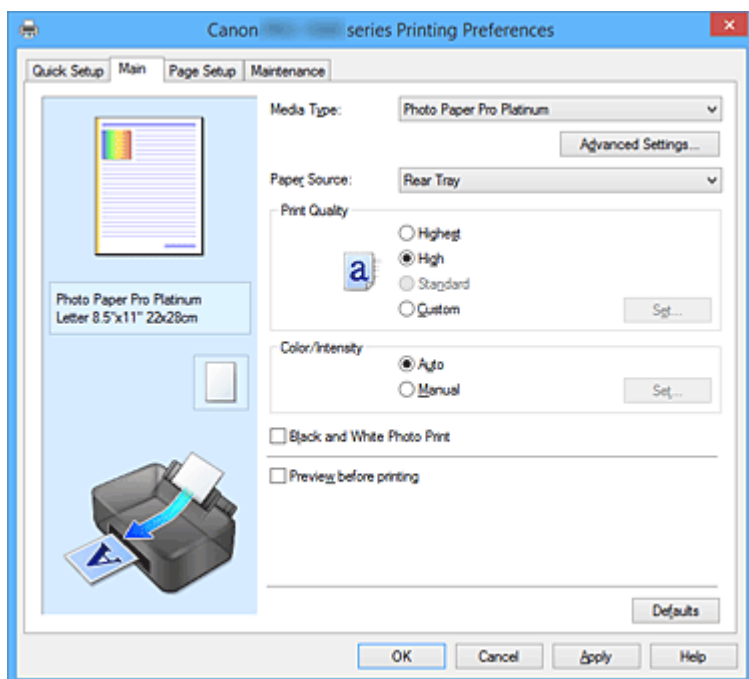 Canon series Printing Preferences
Quick Setup Main Page Setup Maintenance
Media Type: Photo Paper Pro Platinum
Advanced Settings...
Paper Source: Rear Tray
Print Quality
Highest
High
Standard
Custom Set...
a
Photo Paper Pro Platinum
Letter 8.5"x11" 22x28cm
Color/Intensity
Auto
Manual Set...
Black and White Photo Print
Preview before printing
A
Defaults
OK Cancel Apply Help